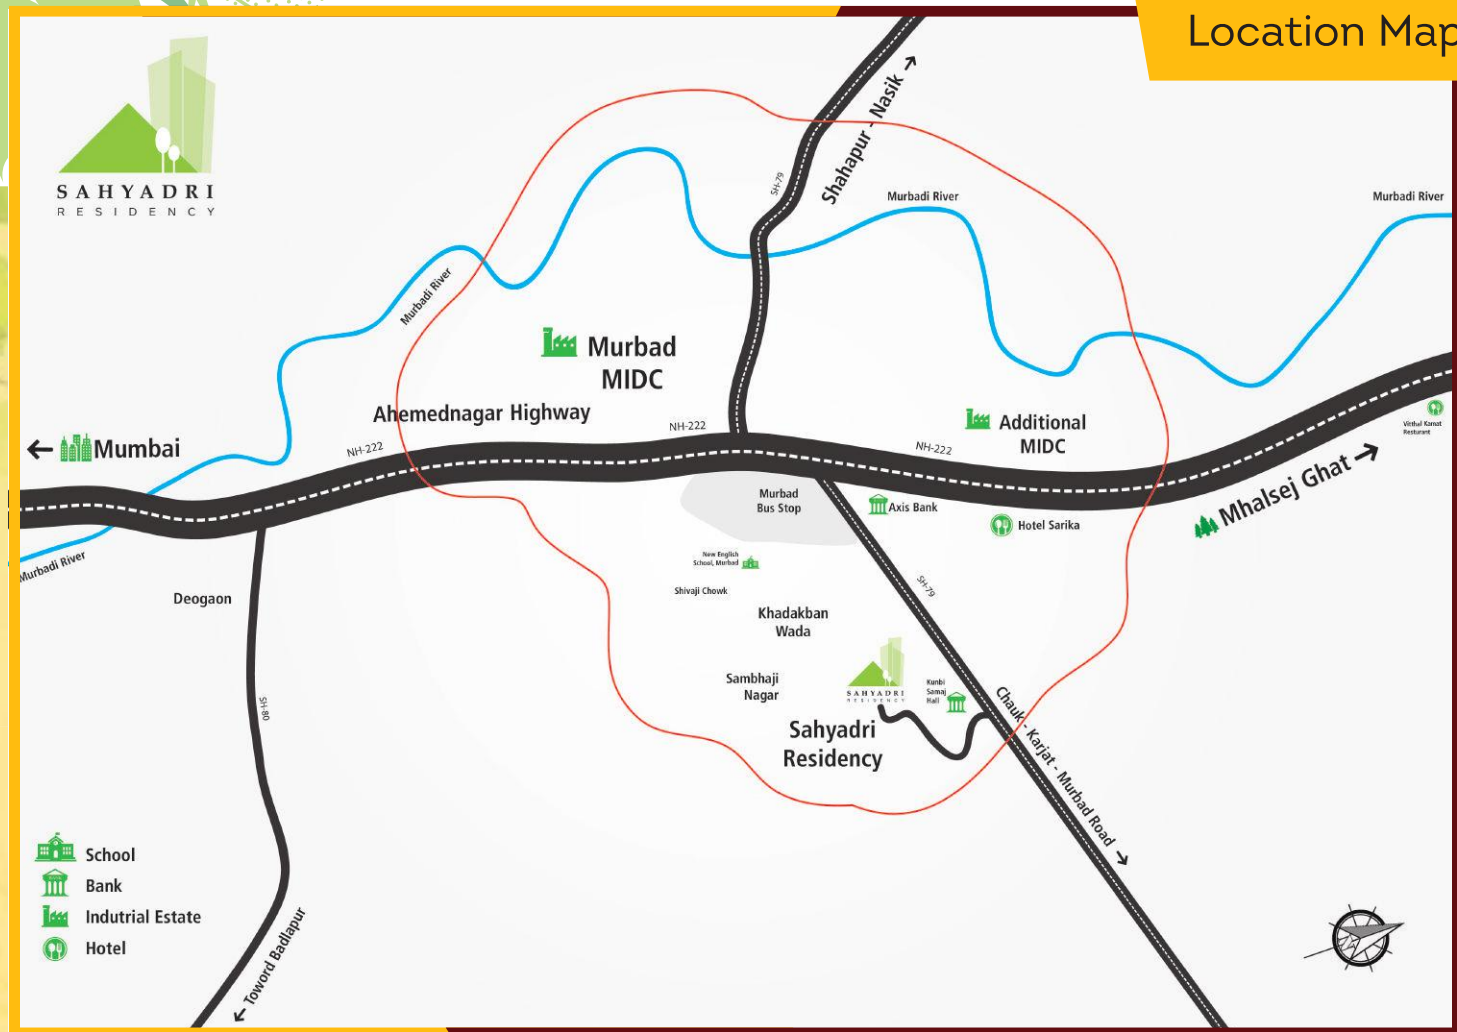 Location Map
SAHYADRI
RESIDENCY
Shahapur - Nasik
SH-79
Murbadi River
Murbadi River
Murbadi River
Murbad
MIDC
Ahemednagar Highway
NH-222
NH-222
NH-222
Additional
MIDC
Vitthal Kamat
Resturant
Mumbai
Mhalsej Ghat
Murbad
Bus Stop
Axis Bank
Hotel Sarika
Murbadi River
New English
School, Murbad
Shivaji Chowk
SH-79
Deogaon
Khadakban
Wada
Sambhaji
Nagar
SAHYADRI
RESIDENCY
Kunbi
Samaj
Hall
Sahyadri
Residency
SH-80
Chauk - Karjat - Murbad Road
School
Bank
Indutrial Estate
Hotel
Toword Badlapur